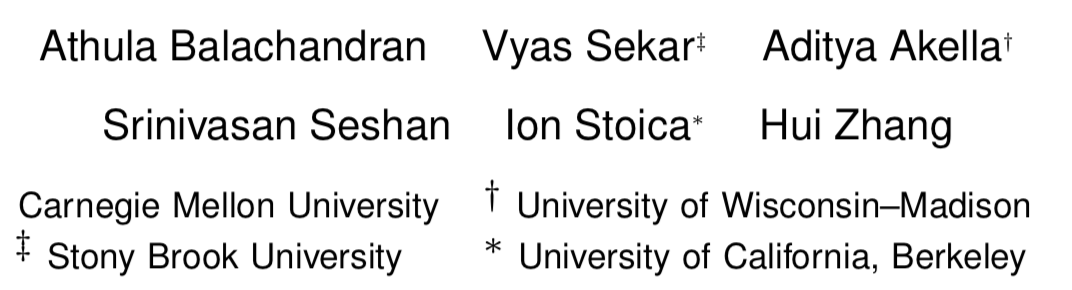 Athula Balachandran Vyas Sekar‡ Aditya Akella†
Srinivasan Seshan Ion Stoica* Hui Zhang
Carnegie Mellon University † University of Wisconsin–Madison
‡ Stony Brook University * University of California, Berkeley